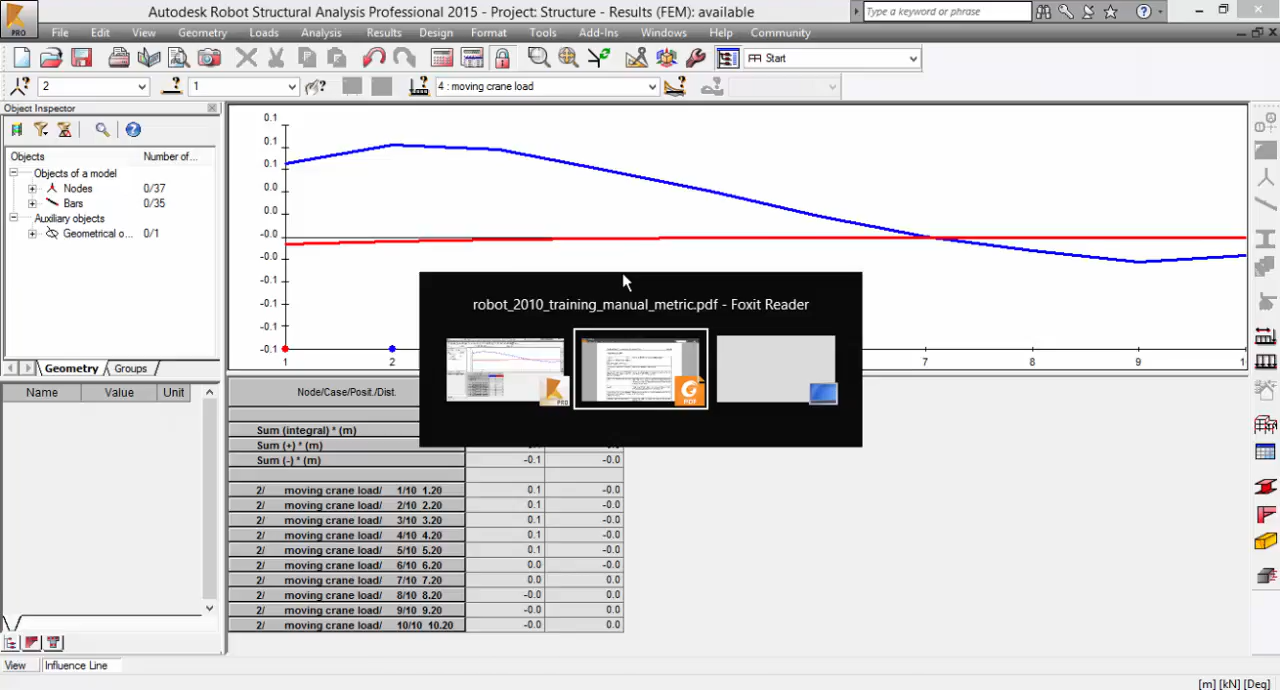 Autodesk Robot Structural Analysis Professional 2015 - Project: Structure - Results (FEM): available
Type a keyword or phrase
PRO
File Edit View Geometry Loads Analysis Results Design Format Tools Add-Ins Windows Help Community
Start
2 1 4 : moving crane load
Object Inspector
Objects Number of...
Objects of a model
Nodes 0/37
Bars 0/35
Auxiliary objects
Geometrical o... 0/1
Geometry Groups
Name Value Unit
0.1
0.1
0.1
0.0
0.0
-0.0
-0.0
-0.1
-0.1
-0.1
-0.1
1 2 7 8 9 1
robot_2010_training_manual_metric.pdf - Foxit Reader
PRO
PDF
Node/Case/Posit./Dist.
Sum (integral) * (m)
Sum (+) * (m)
Sum (-) * (m) -0.1 -0.0
2/ moving crane load/ 1/10 1.20 0.1 -0.0
2/ moving crane load/ 2/10 2.20 0.1 -0.0
2/ moving crane load/ 3/10 3.20 0.1 -0.0
2/ moving crane load/ 4/10 4.20 0.1 -0.0
2/ moving crane load/ 5/10 5.20 0.1 -0.0
2/ moving crane load/ 6/10 6.20 0.0 -0.0
2/ moving crane load/ 7/10 7.20 0.0 -0.0
2/ moving crane load/ 8/10 8.20 -0.0 0.0
2/ moving crane load/ 9/10 9.20 -0.0 0.0
2/ moving crane load/ 10/10 10.20 -0.0 0.0
View Influence Line
[m] [kN] [Deg]